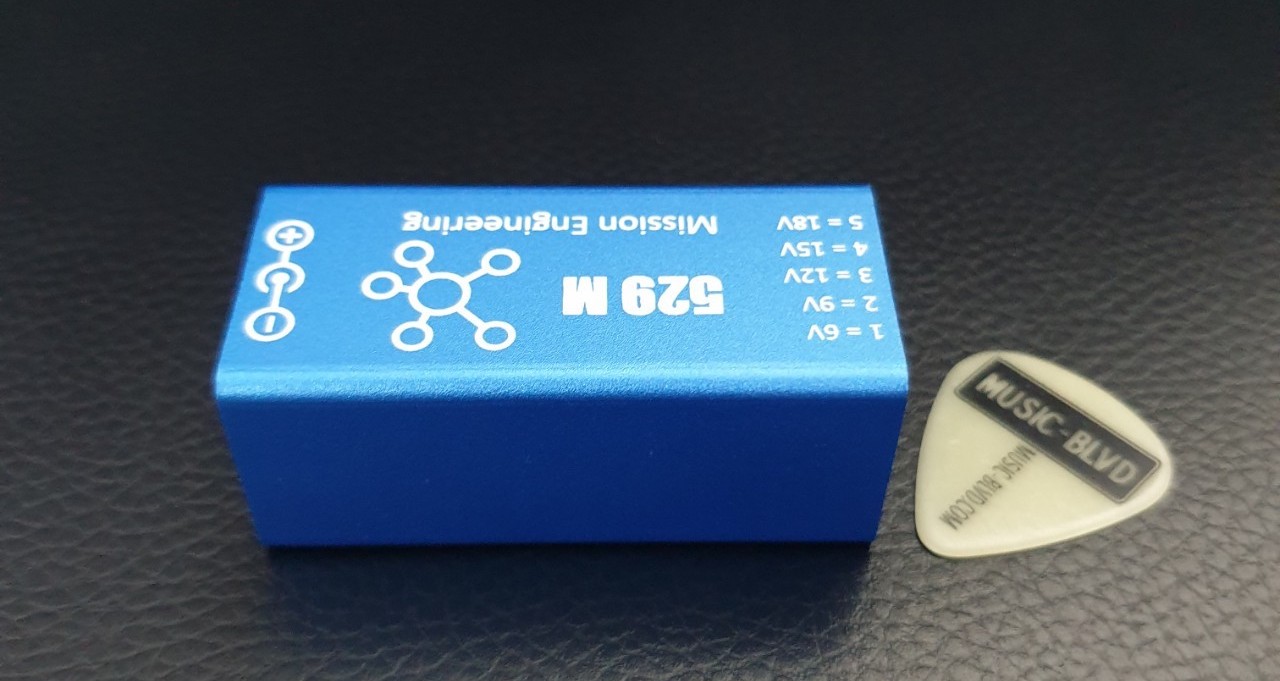 1 = 6V
2 = 9V
3 = 12V
4 = 15V
5 = 18V
529 M
Mission Engineering
MUSIC-BLVD
MUSIC-BLVD.COM